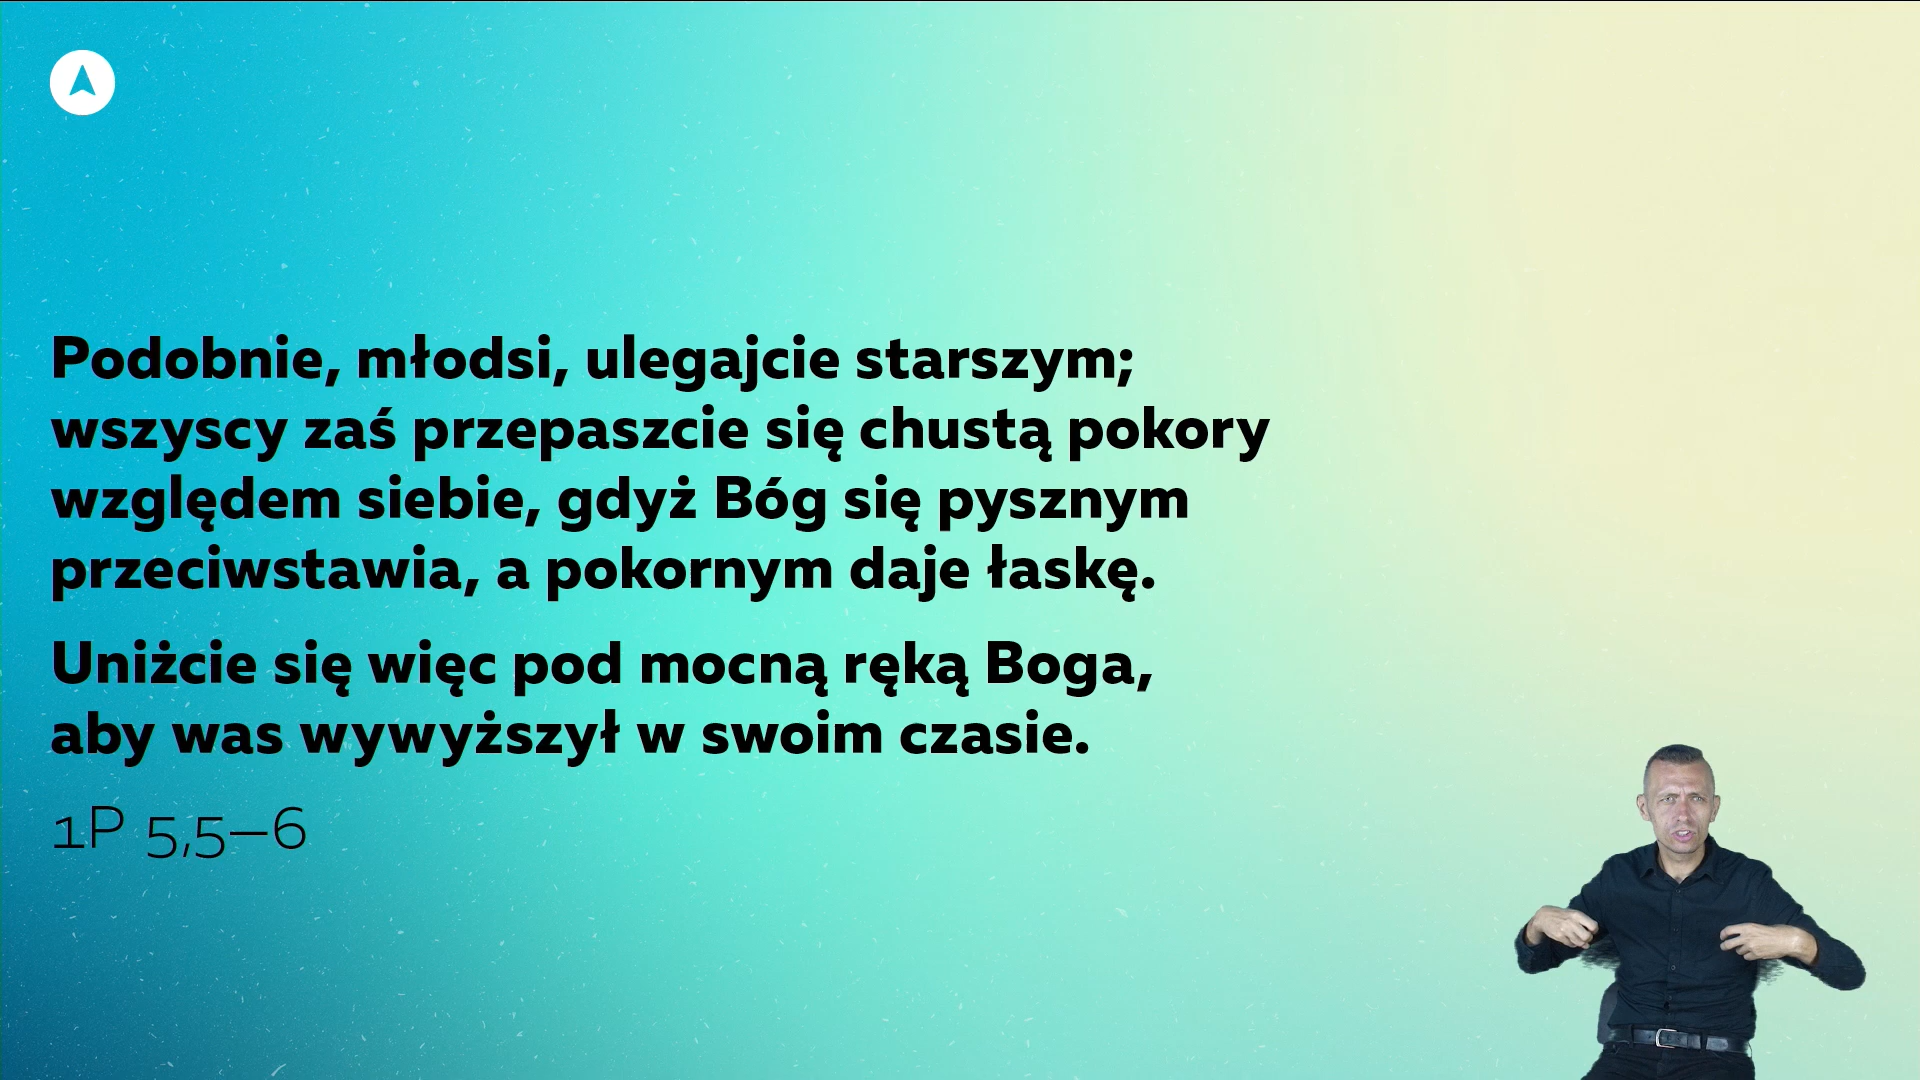 Podobnie, młodsi, ulegajcie starszym;
wszyscy zaś przepaszcie się chustą pokory
względem siebie, gdyż Bóg się pysznym
przeciwstawia, a pokornym daje łaskę.
Uniżcie się więc pod mocną ręką Boga,
aby was wywyższył w swoim czasie.
1P 5,5–6